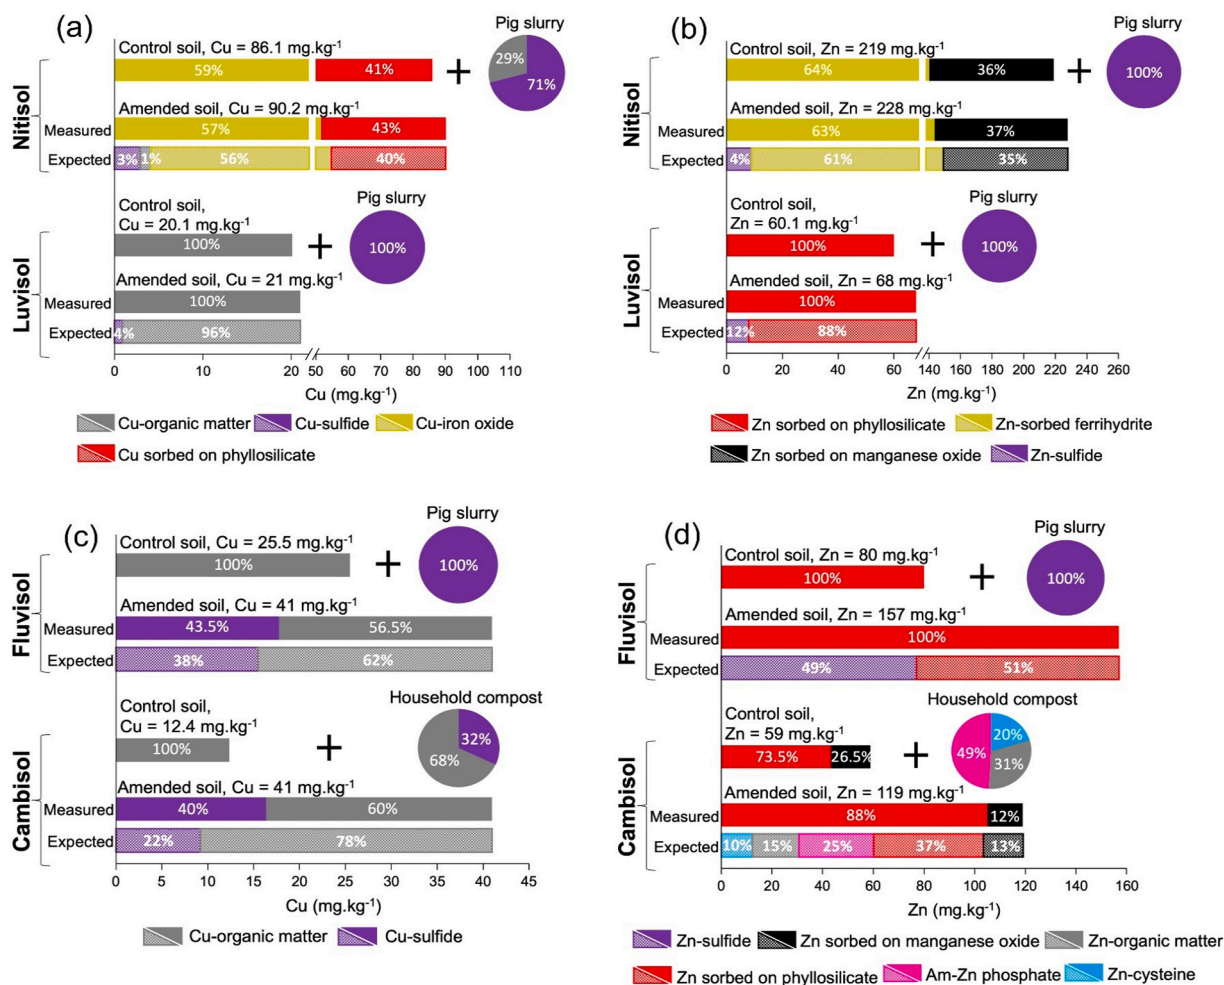 (a)
Pig slurry
Control soil, Cu = 86.1 mg.kg-1
59% 41% + 29% 71%
Nitisol
Amended soil, Cu = 90.2 mg.kg-1
Measured 57% 43%
Expected 3% 1% 56% 40%
Control soil,
Cu = 20.1 mg.kg-1
Pig slurry
100% + 100%
Luvisol
Amended soil, Cu = 21 mg.kg-1
Measured 100%
Expected 4% 96%
0 10 20 50 60 70 80 90 100 110
Cu (mg.kg-1)
Cu-organic matter Cu-sulfide Cu-iron oxide
Cu sorbed on phyllosilicate
(b)
Pig slurry
Control soil, Zn = 219 mg.kg-1
64% 36% + 100%
Nitisol
Amended soil, Zn = 228 mg.kg-1
Measured 63% 37%
Expected 4% 61% 35%
Control soil,
Zn = 60.1 mg.kg-1
Pig slurry
100% + 100%
Luvisol
Amended soil, Zn = 68 mg.kg-1
Measured 100%
Expected 12% 88%
0 20 40 60 140 160 180 200 220 240 260
Zn (mg.kg-1)
Zn sorbed on phyllosilicate Zn-sorbed ferrihydrite
Zn sorbed on manganese oxide Zn-sulfide
(c)
Pig slurry
Control soil, Cu = 25.5 mg.kg-1
100% + 100%
Fluvisol
Amended soil, Cu = 41 mg.kg-1
Measured 43.5% 56.5%
Expected 38% 62%
Control soil,
Cu = 12.4 mg.kg-1
Household compost
100% + 68% 32%
Cambisol
Amended soil, Cu = 41 mg.kg-1
Measured 40% 60%
Expected 22% 78%
0 5 10 15 20 25 30 35 40 45
Cu (mg.kg-1)
Cu-organic matter Cu-sulfide
(d)
Pig slurry
Control soil, Zn = 80 mg.kg-1
100% + 100%
Fluvisol
Amended soil, Zn = 157 mg.kg-1
Measured 100%
Expected 49% 51%
Control soil,
Zn = 59 mg.kg-1
Household compost
73.5% 26.5% + 49% 20% 31%
Cambisol
Amended soil, Zn = 119 mg.kg-1
Measured 88% 12%
Expected 10% 15% 25% 37% 13%
0 20 40 60 80 100 120 140 160
Zn (mg.kg-1)
Zn-sulfide Zn sorbed on manganese oxide Zn-organic matter
Zn sorbed on phyllosilicate Am-Zn phosphate Zn-cysteine